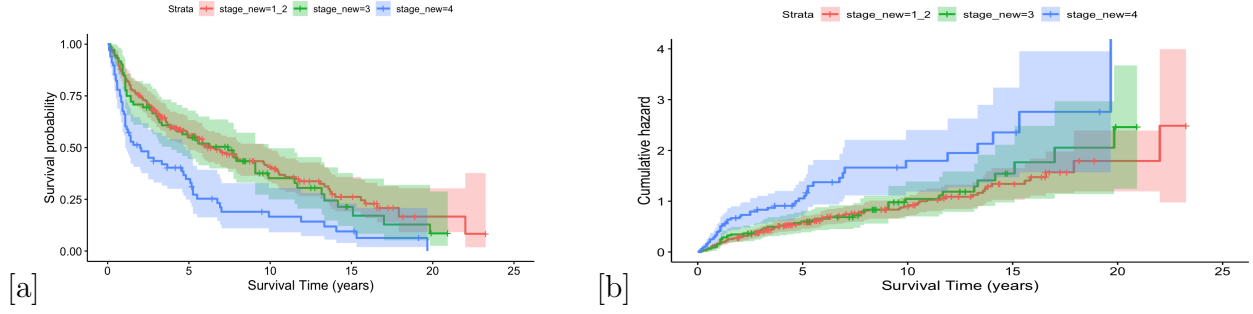 Strata stage_new=1_2 stage_new=3 stage_new=4
1.00
0.75
0.50
0.25
0.00
Survival probability
0 5 10 15 20 25
Survival Time (years)
[a]
Strata stage_new=1_2 stage_new=3 stage_new=4
4
3
2
1
0
Cumulative hazard
0 5 10 15 20 25
Survival Time (years)
[b]